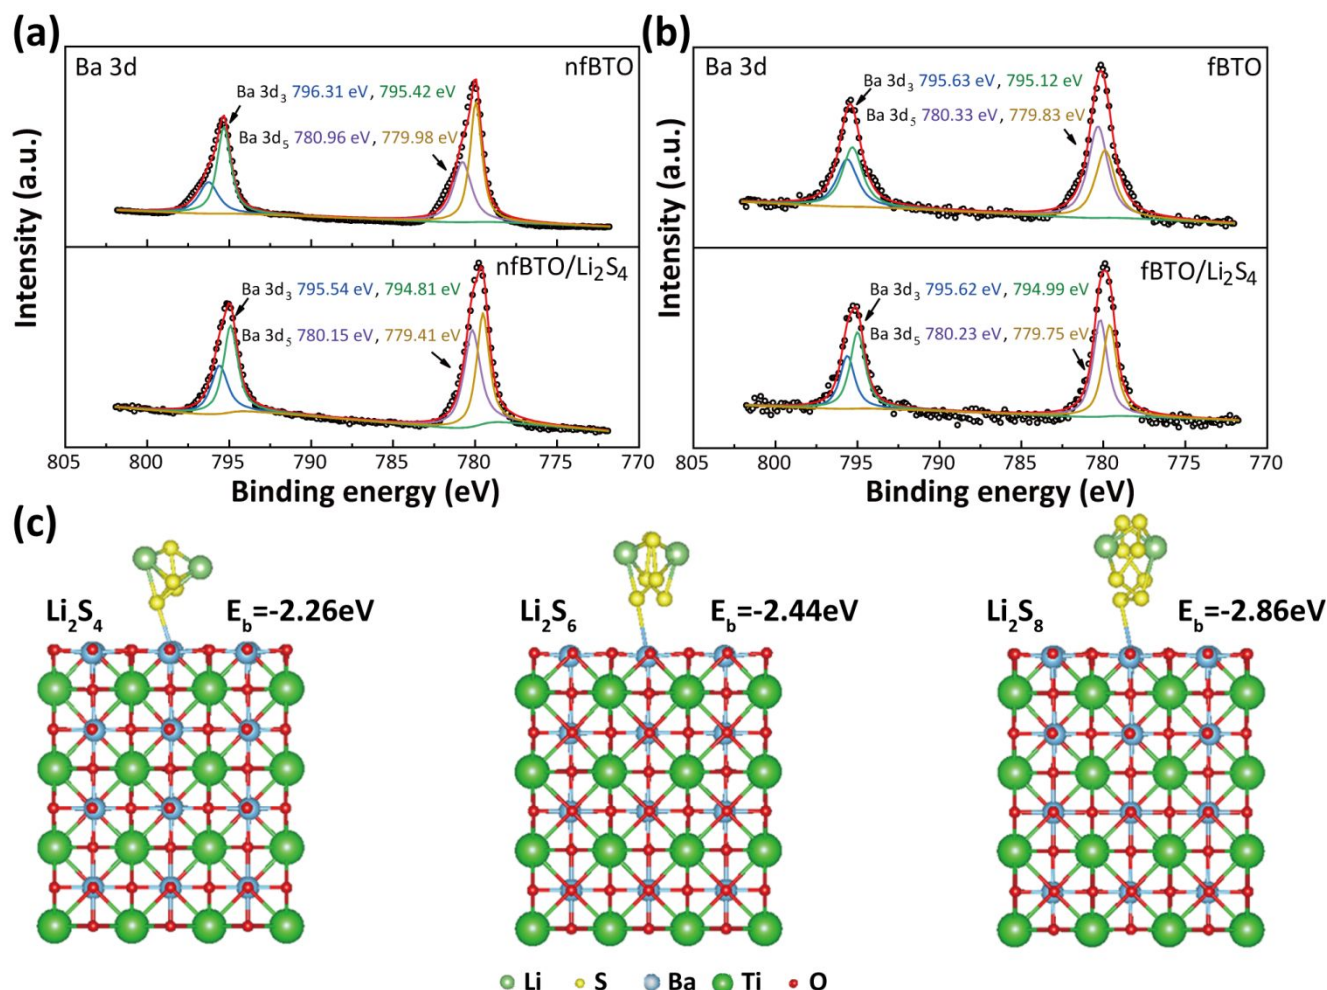 (a)
Ba 3d
nfBTO
Ba 3d₃ 796.31 eV, 795.42 eV
Ba 3d₅ 780.96 eV, 779.98 eV
nfBTO/Li₂S₄
Ba 3d₃ 795.54 eV, 794.81 eV
Ba 3d₅ 780.15 eV, 779.41 eV
Intensity (a.u.)
805 800 795 790 785 780 775 770
Binding energy (eV)
(b)
Ba 3d
fBTO
Ba 3d₃ 795.63 eV, 795.12 eV
Ba 3d₅ 780.33 eV, 779.83 eV
fBTO/Li₂S₄
Ba 3d₃ 795.62 eV, 794.99 eV
Ba 3d₅ 780.23 eV, 779.75 eV
Intensity (a.u.)
805 800 795 790 785 780 775 770
Binding energy (eV)
(c)
Li₂S₄ E_b=-2.26eV
Li₂S₆ E_b=-2.44eV
Li₂S₈ E_b=-2.86eV
Li S Ba Ti O